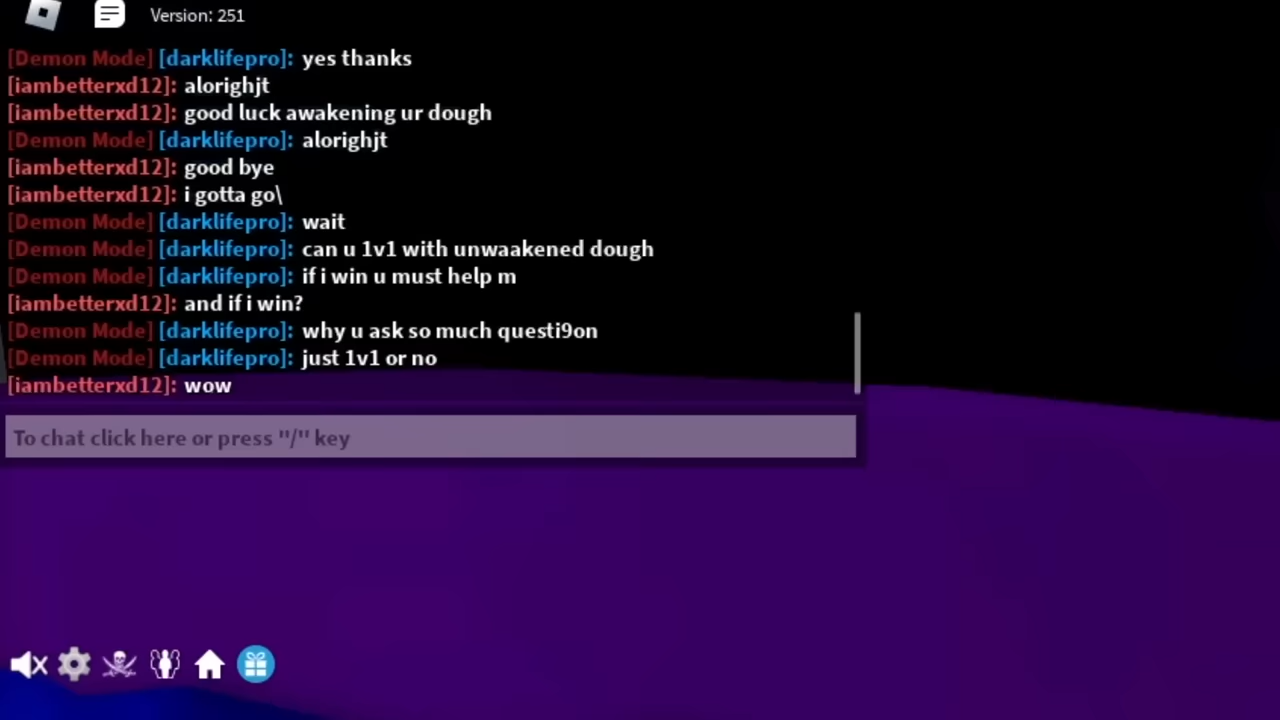 Version: 251
[Demon Mode] [darklifepro]: yes thanks
[iambetterxd12]: alorighjt
[iambetterxd12]: good luck awakening ur dough
[Demon Mode] [darklifepro]: alorighjt
[iambetterxd12]: good bye
[iambetterxd12]: i gotta go\
[Demon Mode] [darklifepro]: wait
[Demon Mode] [darklifepro]: can u 1v1 with unwaakened dough
[Demon Mode] [darklifepro]: if i win u must help m
[iambetterxd12]: and if i win?
[Demon Mode] [darklifepro]: why u ask so much questi9on
[Demon Mode] [darklifepro]: just 1v1 or no
[iambetterxd12]: wow
To chat click here or press "/" key